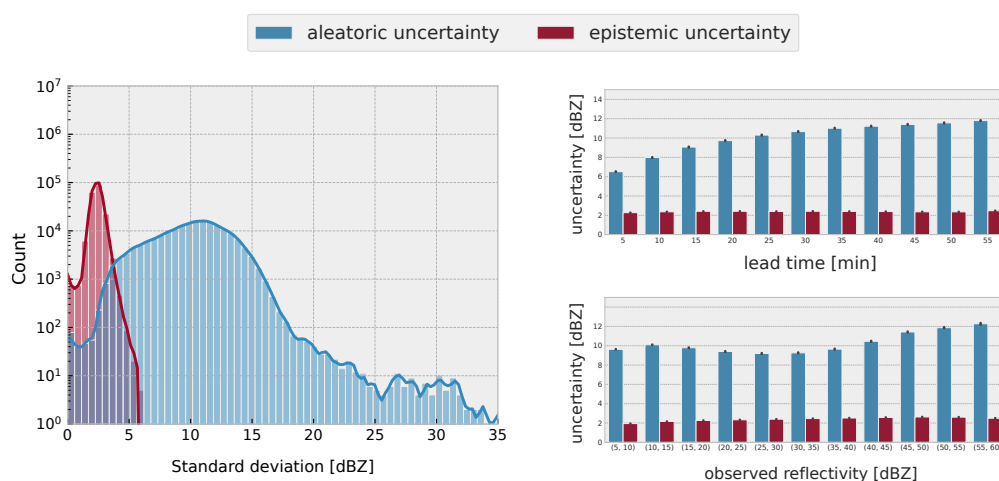 aleatoric uncertainty epistemic uncertainty
10⁷
10⁶
10⁵
10⁴
10³
10²
10¹
10⁰
Count
0 5 10 15 20 25 30 35
Standard deviation [dBZ]
14
12
10
8
6
4
2
0
uncertainty [dBZ]
5 10 15 20 25 30 35 40 45 50 55
lead time [min]
12
10
8
6
4
2
0
uncertainty [dBZ]
(5, 10) (10, 15) (15, 20) (20, 25) (25, 30) (30, 35) (35, 40) (40, 45) (45, 50) (50, 55) (55, 60)
observed reflectivity [dBZ]